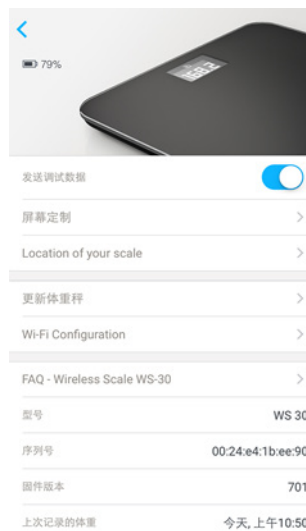 79%
发送调试数据
屏幕定制
Location of your scale
更新体重秤
Wi-Fi Configuration
FAQ - Wireless Scale WS-30
型号 WS 30
序列号 00:24:e4:1b:ee:90
固件版本 701
上次记录的体重 今天, 上午10:53